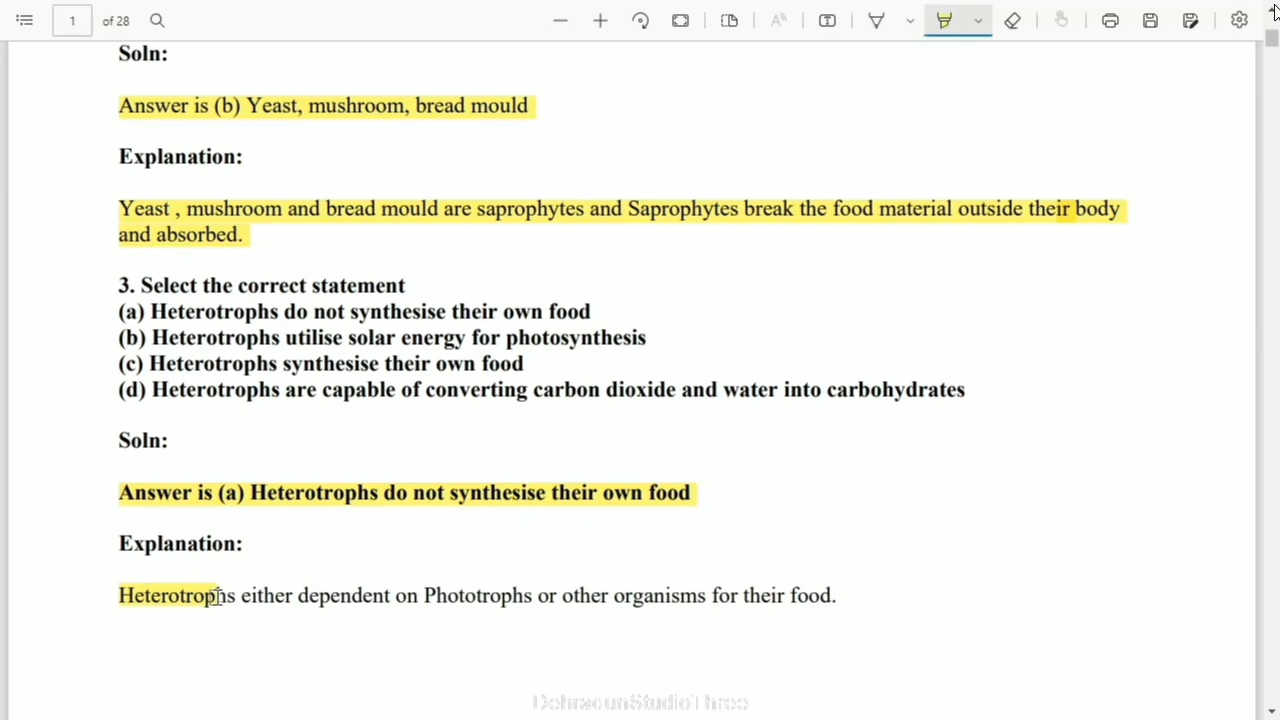 1 of 28
Soln:
Answer is (b) Yeast, mushroom, bread mould
Explanation:
Yeast , mushroom and bread mould are saprophytes and Saprophytes break the food material outside their body
and absorbed.
3. Select the correct statement
(a) Heterotrophs do not synthesise their own food
(b) Heterotrophs utilise solar energy for photosynthesis
(c) Heterotrophs synthesise their own food
(d) Heterotrophs are capable of converting carbon dioxide and water into carbohydrates
Soln:
Answer is (a) Heterotrophs do not synthesise their own food
Explanation:
Heterotrophs either dependent on Phototrophs or other organisms for their food.
DehradunStudioThree